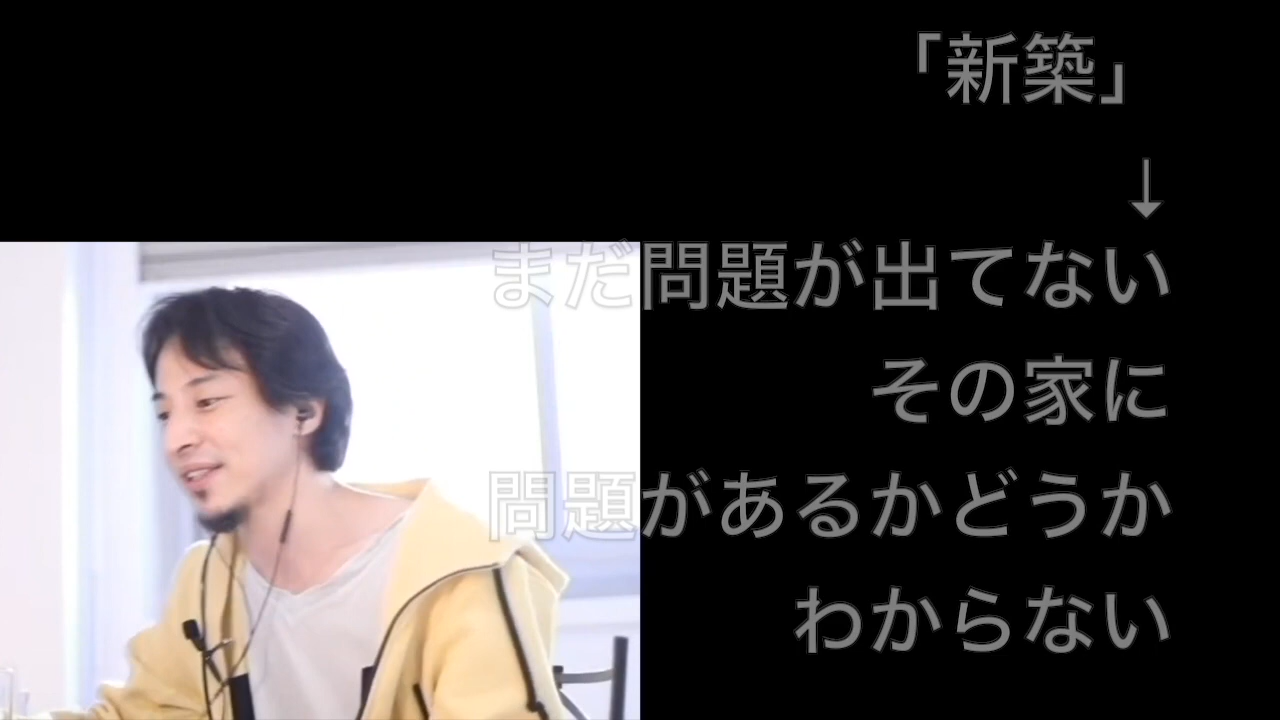 「新築」
↓
まだ問題が出てない
その家に
問題があるかどうか
わからない